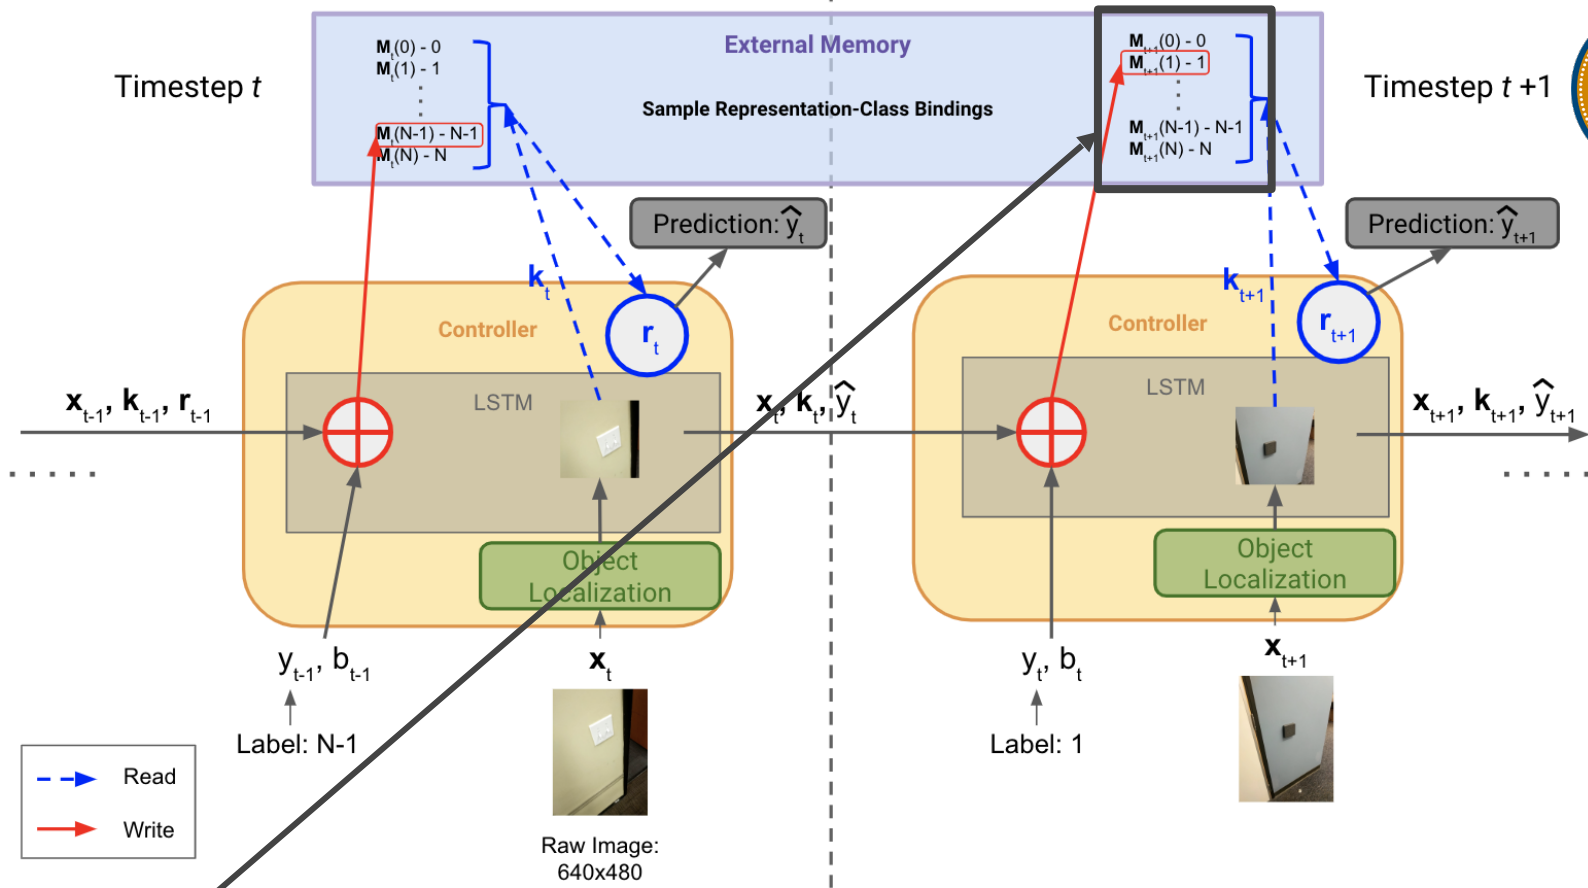 External Memory
Sample Representation-Class Bindings
Timestep t
M_t(0) - 0
M_t(1) - 1
M_t(N-1) - N-1
M_t(N) - N
Timestep t +1
M_t+1(0) - 0
M_t+1(1) - 1
M_t+1(N-1) - N-1
M_t+1(N) - N
Prediction: ŷ_t
k_t
r_t
Controller
LSTM
x_t-1, k_t-1, r_t-1
x_t, k_t, ŷ_t
Object
Localization
y_t-1, b_t-1
x_t
Label: N-1
Raw Image:
640x480
Prediction: ŷ_t+1
k_t+1
r_t+1
Controller
LSTM
x_t+1, k_t+1, ŷ_t+1
Object
Localization
y_t, b_t
x_t+1
Label: 1
Read
Write